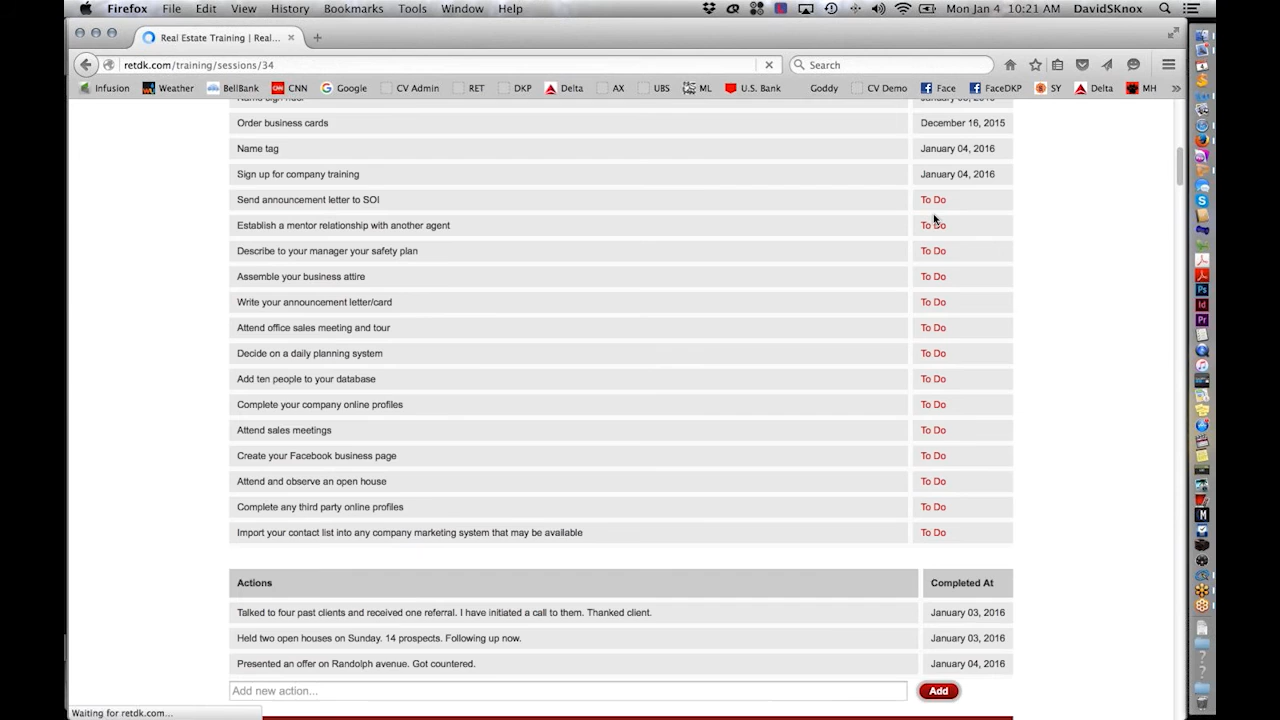 Firefox File Edit View History Bookmarks Tools Window Help Mon Jan 4 10:21 AM DavidSKnox
Real Estate Training | Real...
retdk.com/training/sessions/34 Search
Infusion Weather BellBank CNN Google CV Admin RET DKP Delta AX UBS ML U.S. Bank Goddy CV Demo Face FaceDKP SY Delta MH
Order business cards December 16, 2015
Name tag January 04, 2016
Sign up for company training January 04, 2016
Send announcement letter to SOI To Do
Establish a mentor relationship with another agent To Do
Describe to your manager your safety plan To Do
Assemble your business attire To Do
Write your announcement letter/card To Do
Attend office sales meeting and tour To Do
Decide on a daily planning system To Do
Add ten people to your database To Do
Complete your company online profiles To Do
Attend sales meetings To Do
Create your Facebook business page To Do
Attend and observe an open house To Do
Complete any third party online profiles To Do
Import your contact list into any company marketing system that may be available To Do
Actions Completed At
Talked to four past clients and received one referral. I have initiated a call to them. Thanked client. January 03, 2016
Held two open houses on Sunday. 14 prospects. Following up now. January 03, 2016
Presented an offer on Randolph avenue. Got countered. January 04, 2016
Add new action... Add
Waiting for retdk.com...